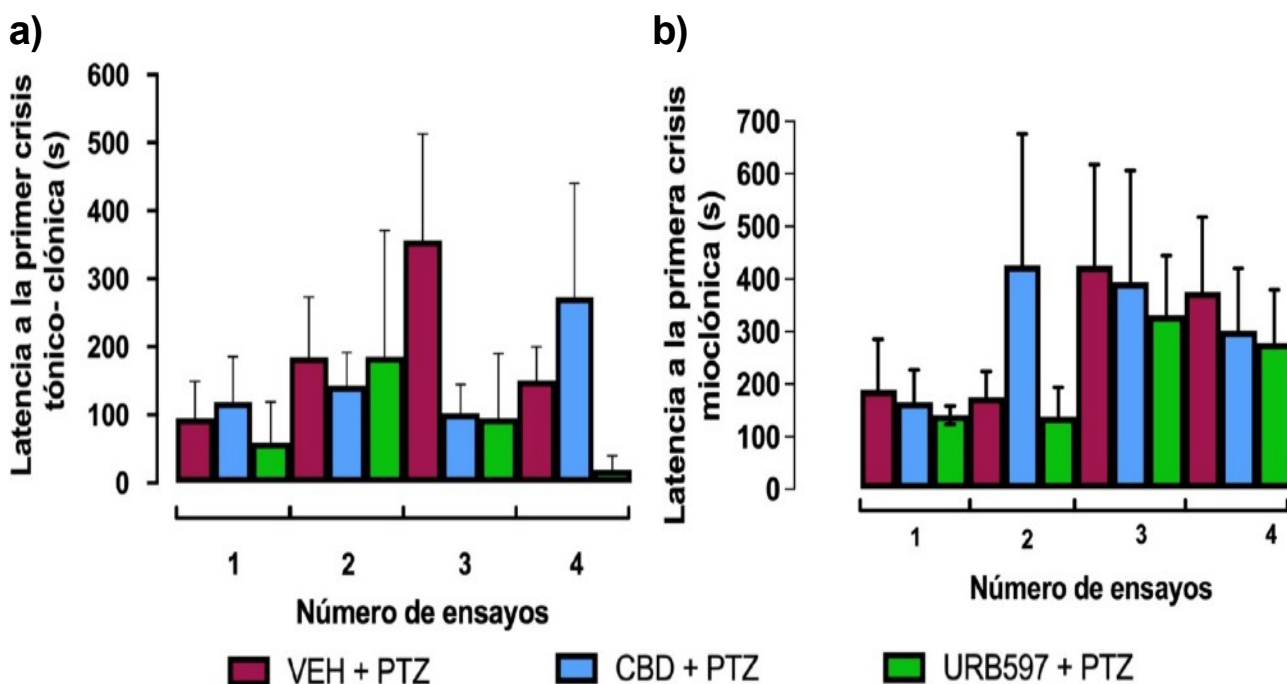 a)
Latencia a la primer crisis
tónico- clónica (s)
600
500
400
300
200
100
0
1 2 3 4
Número de ensayos
b)
Latencia a la primera crisis
mioclónica (s)
700
600
500
400
300
200
100
0
1 2 3 4
Número de ensayos
VEH + PTZ CBD + PTZ URB597 + PTZ